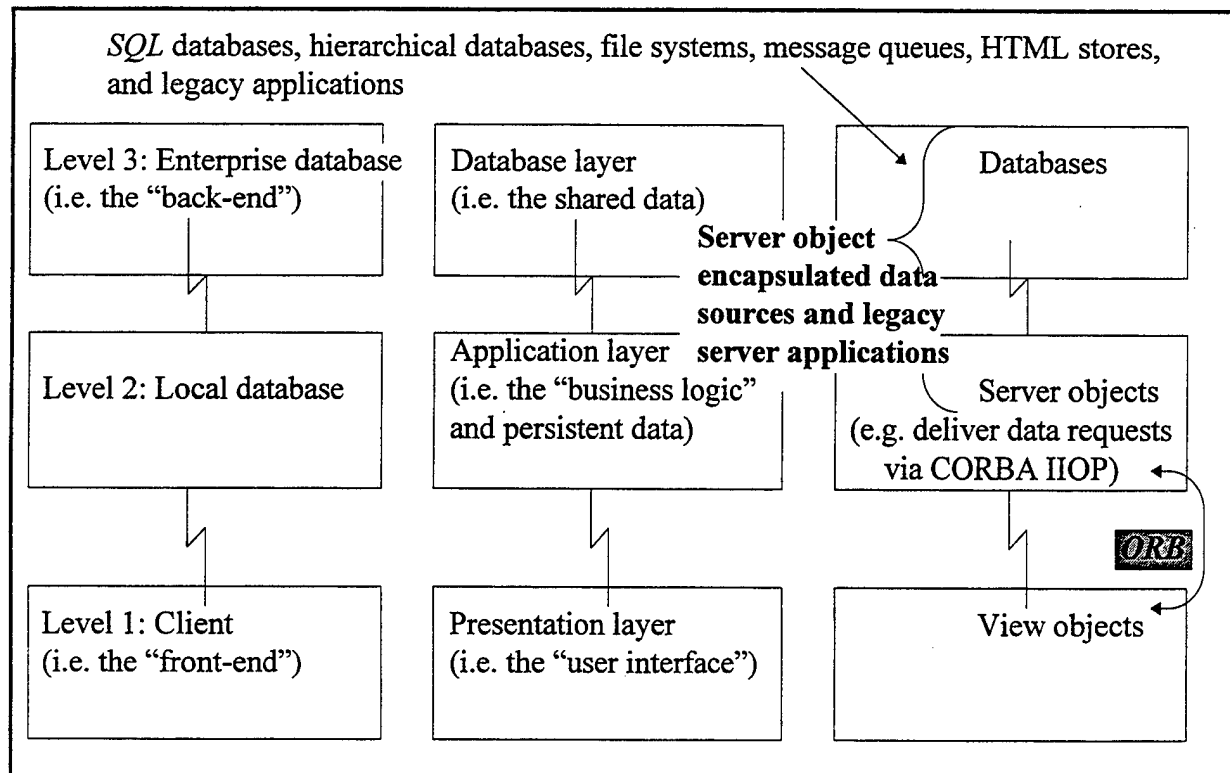 SQL databases, hierarchical databases, file systems, message queues, HTML stores,
and legacy applications
Level 3: Enterprise database
(i.e. the “back-end”)
Database layer
(i.e. the shared data)
Databases
Server object
encapsulated data
sources and legacy
server applications
Level 2: Local database
Application layer
(i.e. the “business logic”
and persistent data)
Server objects
(e.g. deliver data requests
via CORBA IIOP)
ORB
Level 1: Client
(i.e. the “front-end”)
Presentation layer
(i.e. the “user interface”)
View objects